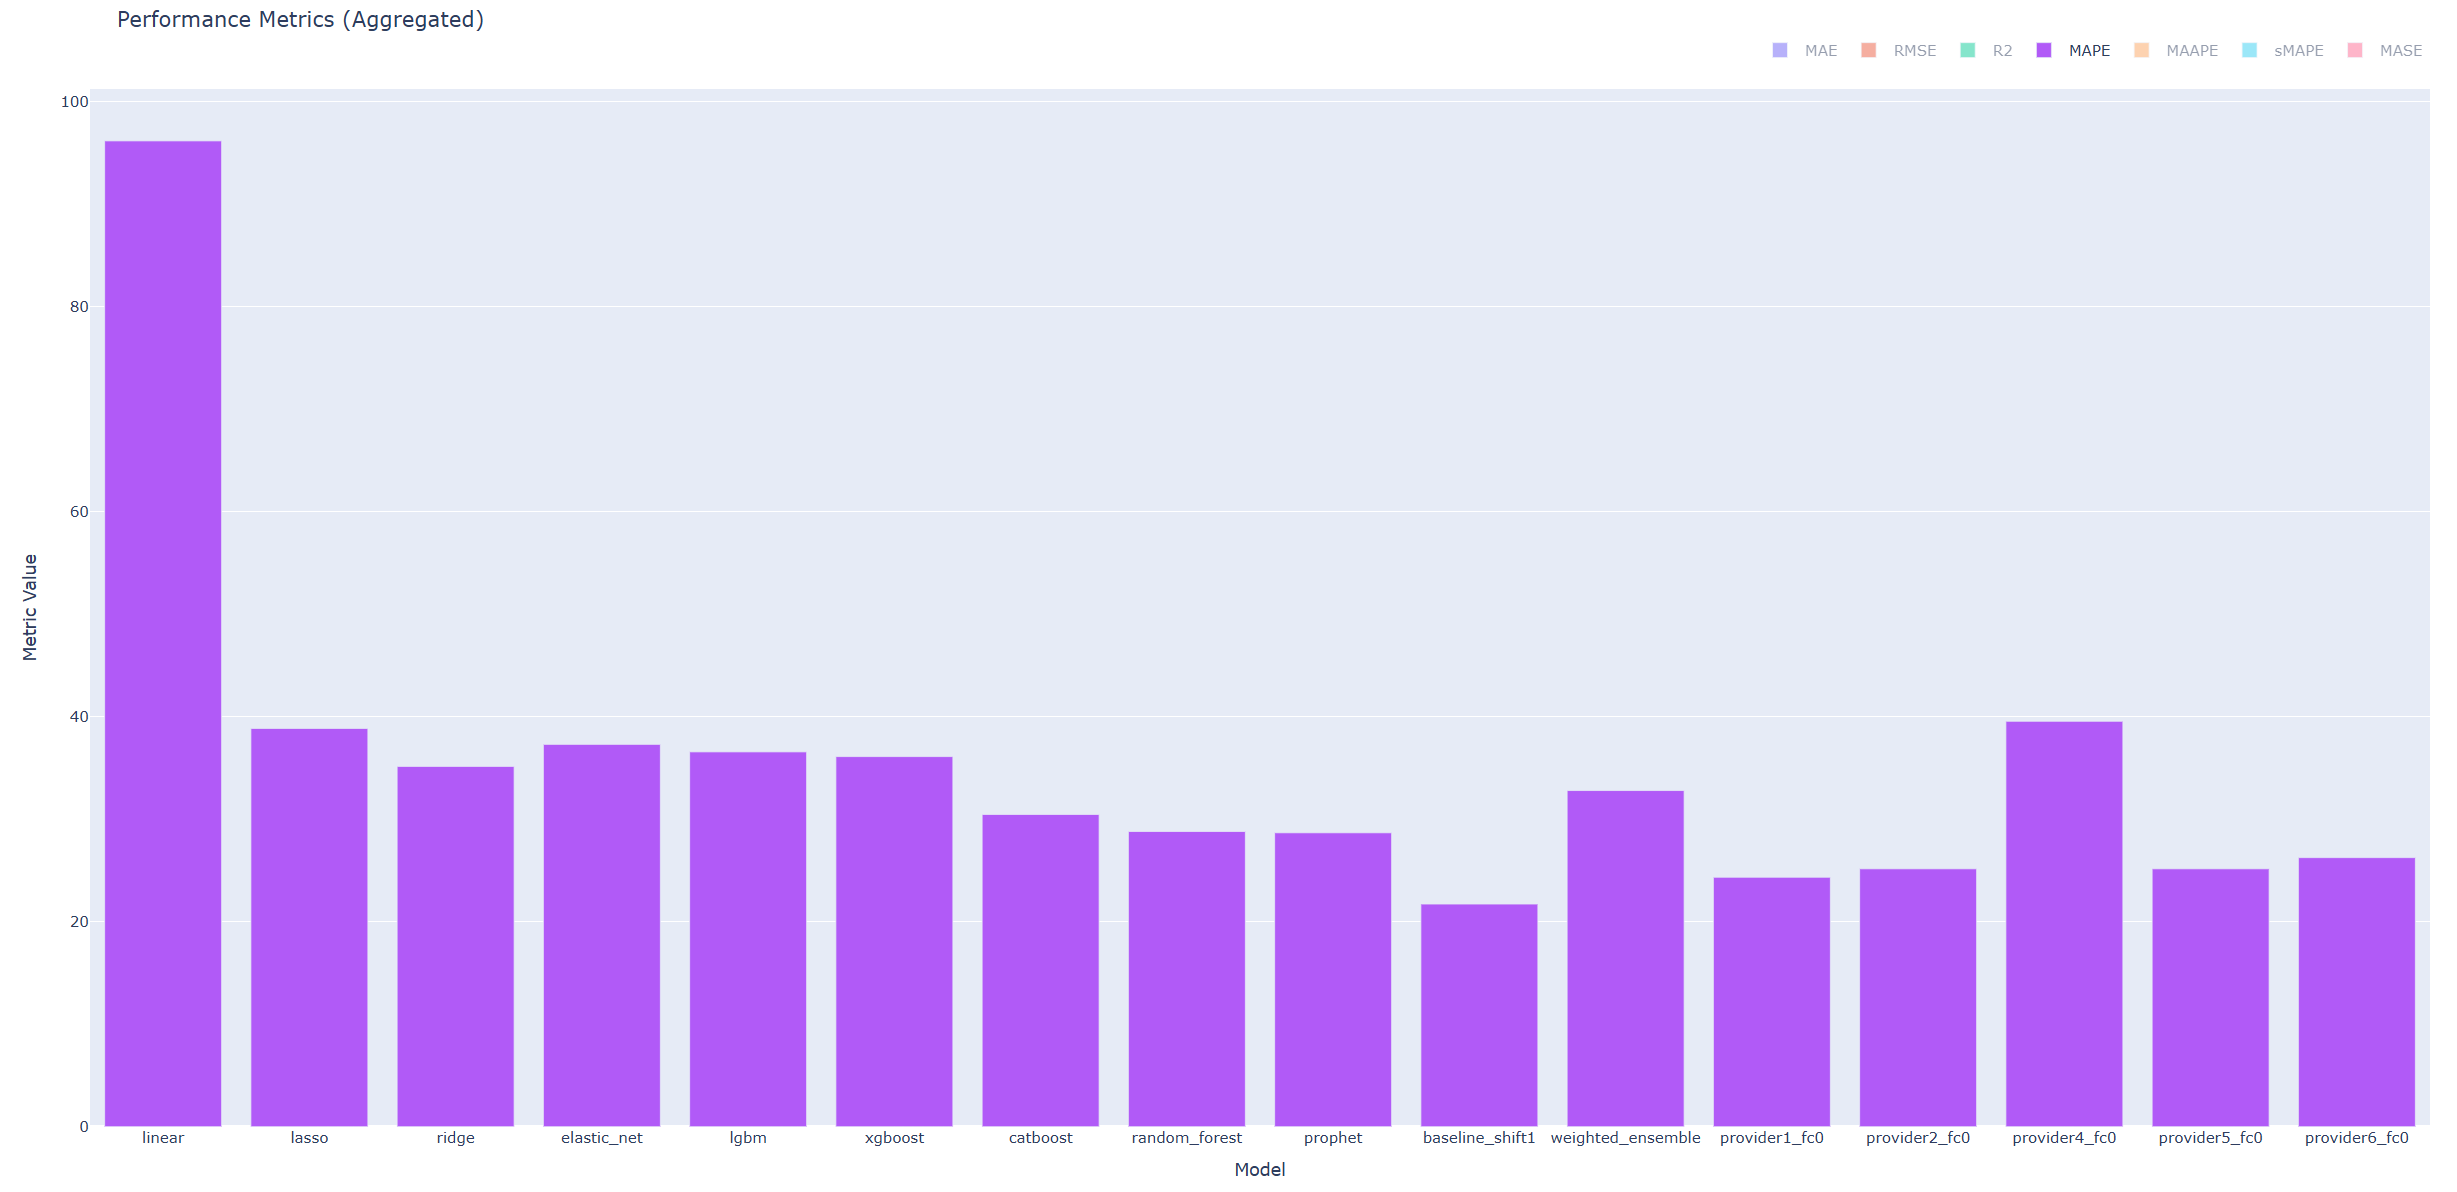 Performance Metrics (Aggregated)
MAE RMSE R2 MAPE MAAPE sMAPE MASE
100
80
60
40
20
0
Metric Value
linear lasso ridge elastic_net lgbm xgboost catboost random_forest prophet baseline_shift1 weighted_ensemble provider1_fc0 provider2_fc0 provider4_fc0 provider5_fc0 provider6_fc0
Model